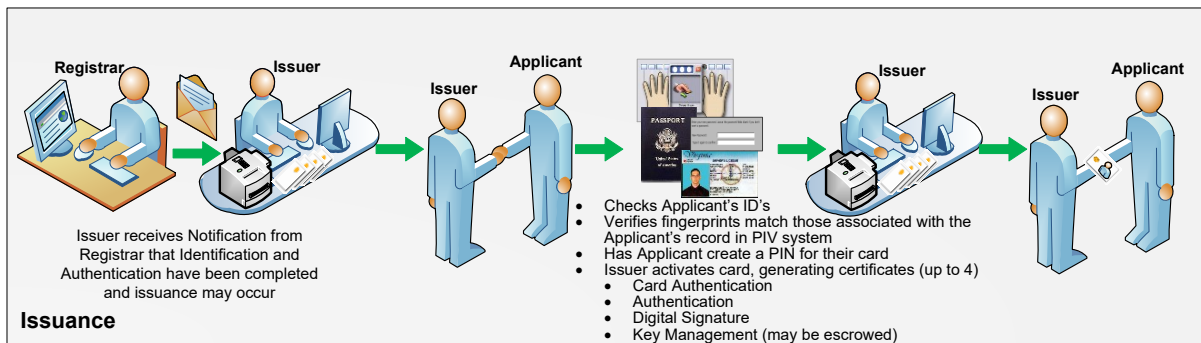 Registrar
Issuer
Issuer
Applicant
Issuer
Issuer
Applicant
PASSPORT
United States
of America
Issuer receives Notification from
Registrar that Identification and
Authentication have been completed
and issuance may occur
• Checks Applicant's ID's
• Verifies fingerprints match those associated with the
Applicant's record in PIV system
• Has Applicant create a PIN for their card
• Issuer activates card, generating certificates (up to 4)
• Card Authentication
• Authentication
• Digital Signature
• Key Management (may be escrowed)
Issuance